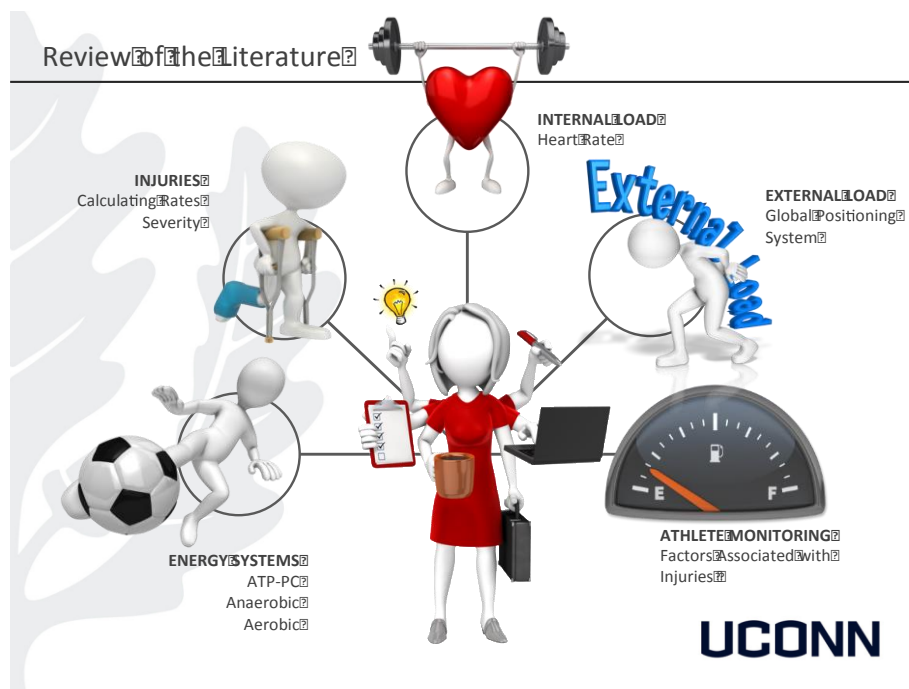 Review of the Literature
INTERNAL LOAD
Heart Rate
INJURIES
Calculating Rates
Severity
External Load
EXTERNAL LOAD
Global Positioning
System
E
F
ENERGY SYSTEMS
ATP-PC
Anaerobic
Aerobic
ATHLETE MONITORING
Factors Associated with
Injuries
UCONN